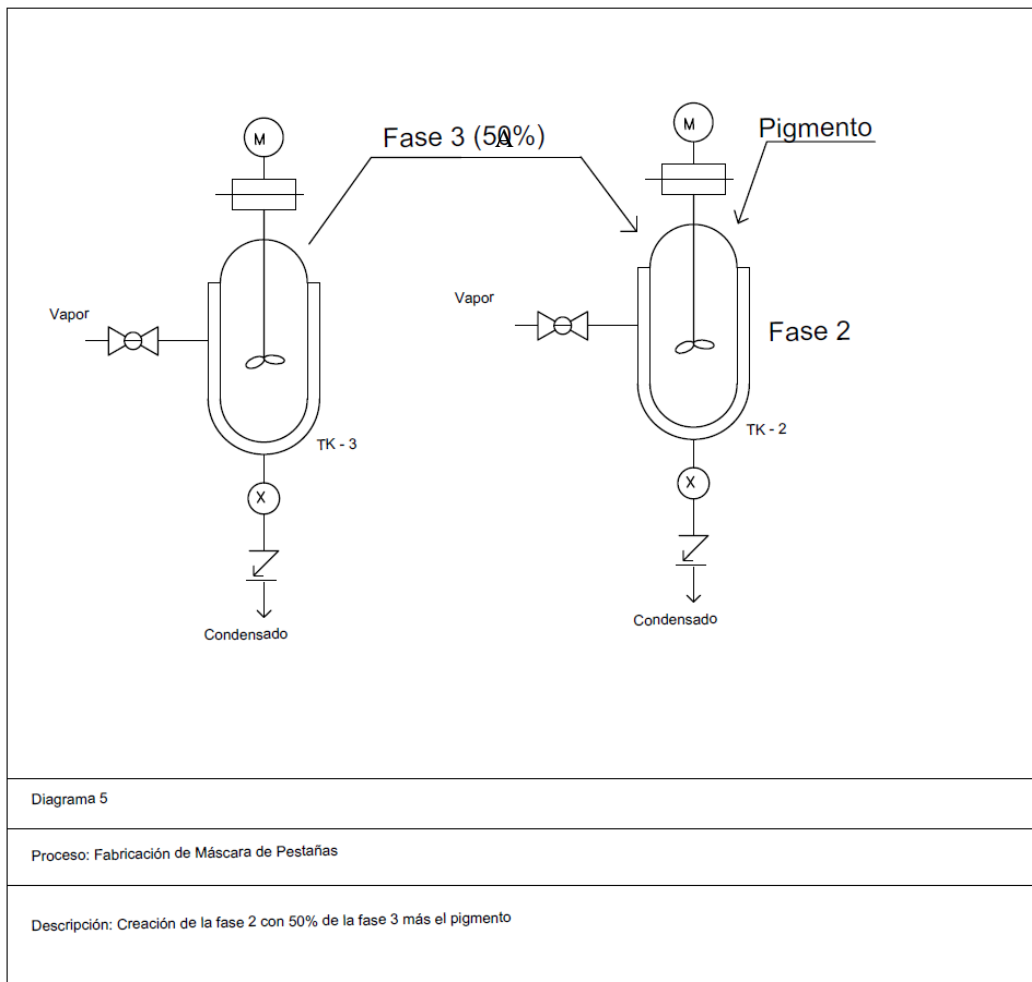 M
Fase 3 (50%)
A
M
Pigmento
Vapor
Vapor
Fase 2
TK - 3
TK - 2
X
X
Condensado
Condensado
Diagrama 5
Proceso: Fabricación de Máscara de Pestañas
Descripción: Creación de la fase 2 con 50% de la fase 3 más el pigmento